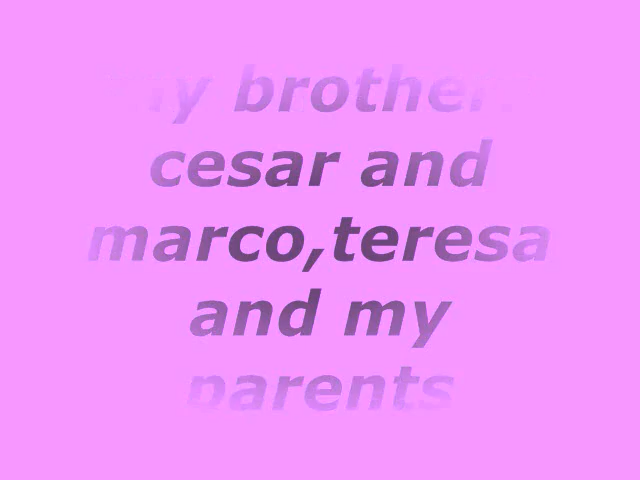 my brothers
cesar and
marco,teresa
and my
parents